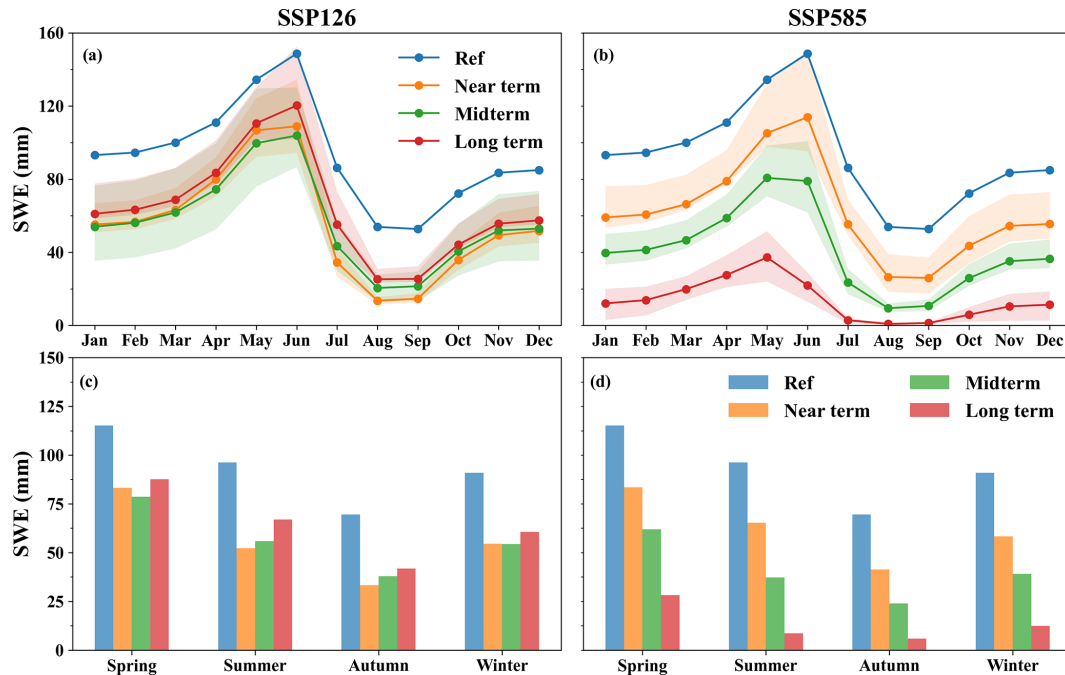 SSP126
SSP585
SWE (mm)
160
120
80
40
0
(a)
Ref
Near term
Midterm
Long term
Jan Feb Mar Apr May Jun Jul Aug Sep Oct Nov Dec
(b)
Jan Feb Mar Apr May Jun Jul Aug Sep Oct Nov Dec
SWE (mm)
150
125
100
75
50
25
0
(c)
Spring Summer Autumn Winter
(d)
Ref
Near term
Midterm
Long term
Spring Summer Autumn Winter